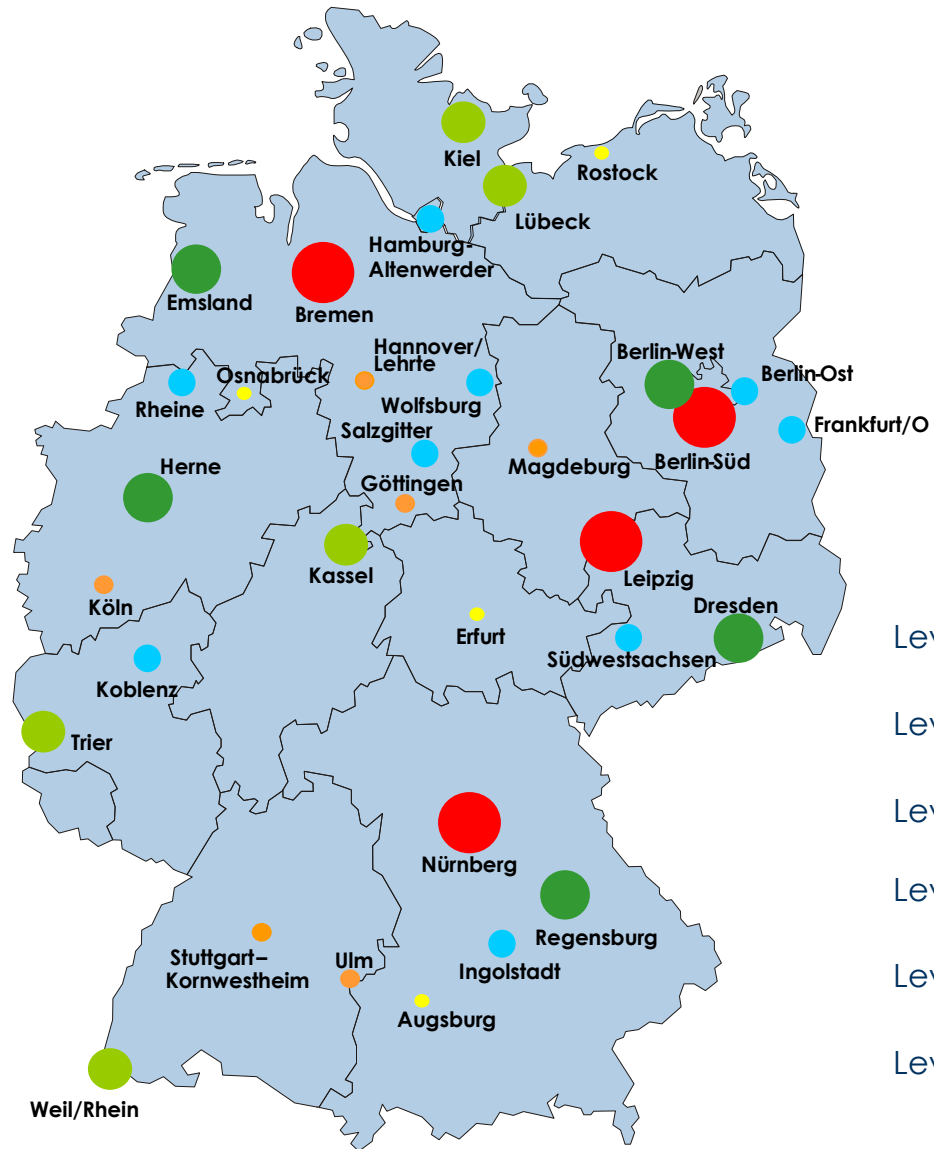 Kiel
Rostock
Lübeck
Hamburg-
Altenwerder
Emsland
Bremen
Hannover/
Lehrte
Berlin-West
Berlin-Ost
Osnabrück
Rheine
Wolfsburg
Frankfurt/O
Salzgitter
Magdeburg
Berlin-Süd
Herne
Göttingen
Kassel
Leipzig
Köln
Dresden
Erfurt
Südwestsachsen
Lev
Koblenz
Lev
Trier
Lev
Nürnberg
Lev
Regensburg
Stuttgart–
Kornwestheim
Ulm
Ingolstadt
Lev
Augsburg
Lev
Weil/Rhein